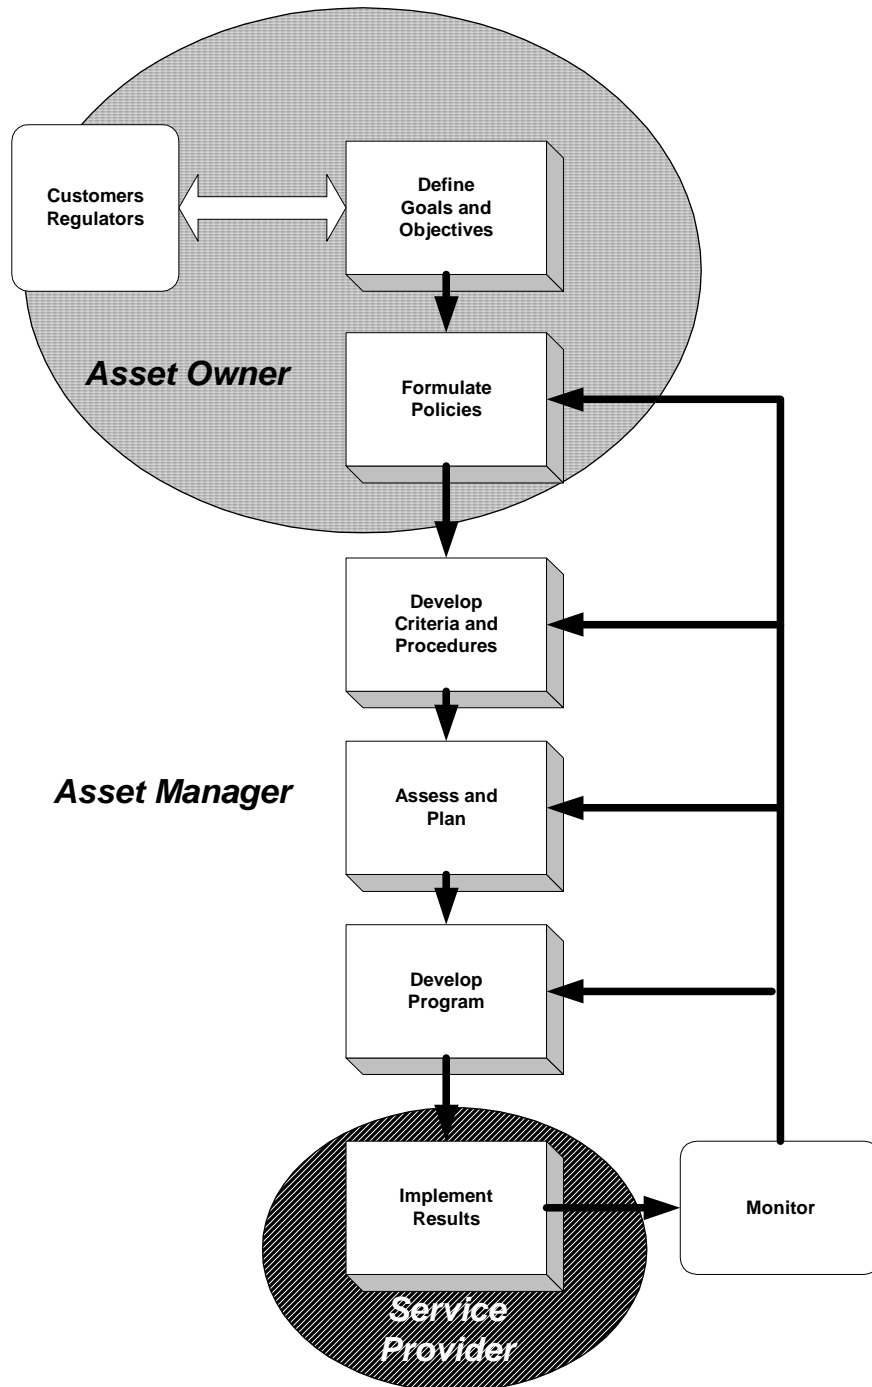 Customers
Regulators
Define
Goals and
Objectives
Asset Owner
Formulate
Policies
Develop
Criteria and
Procedures
Asset Manager
Assess and
Plan
Develop
Program
Implement
Results
Monitor
Service
Provider